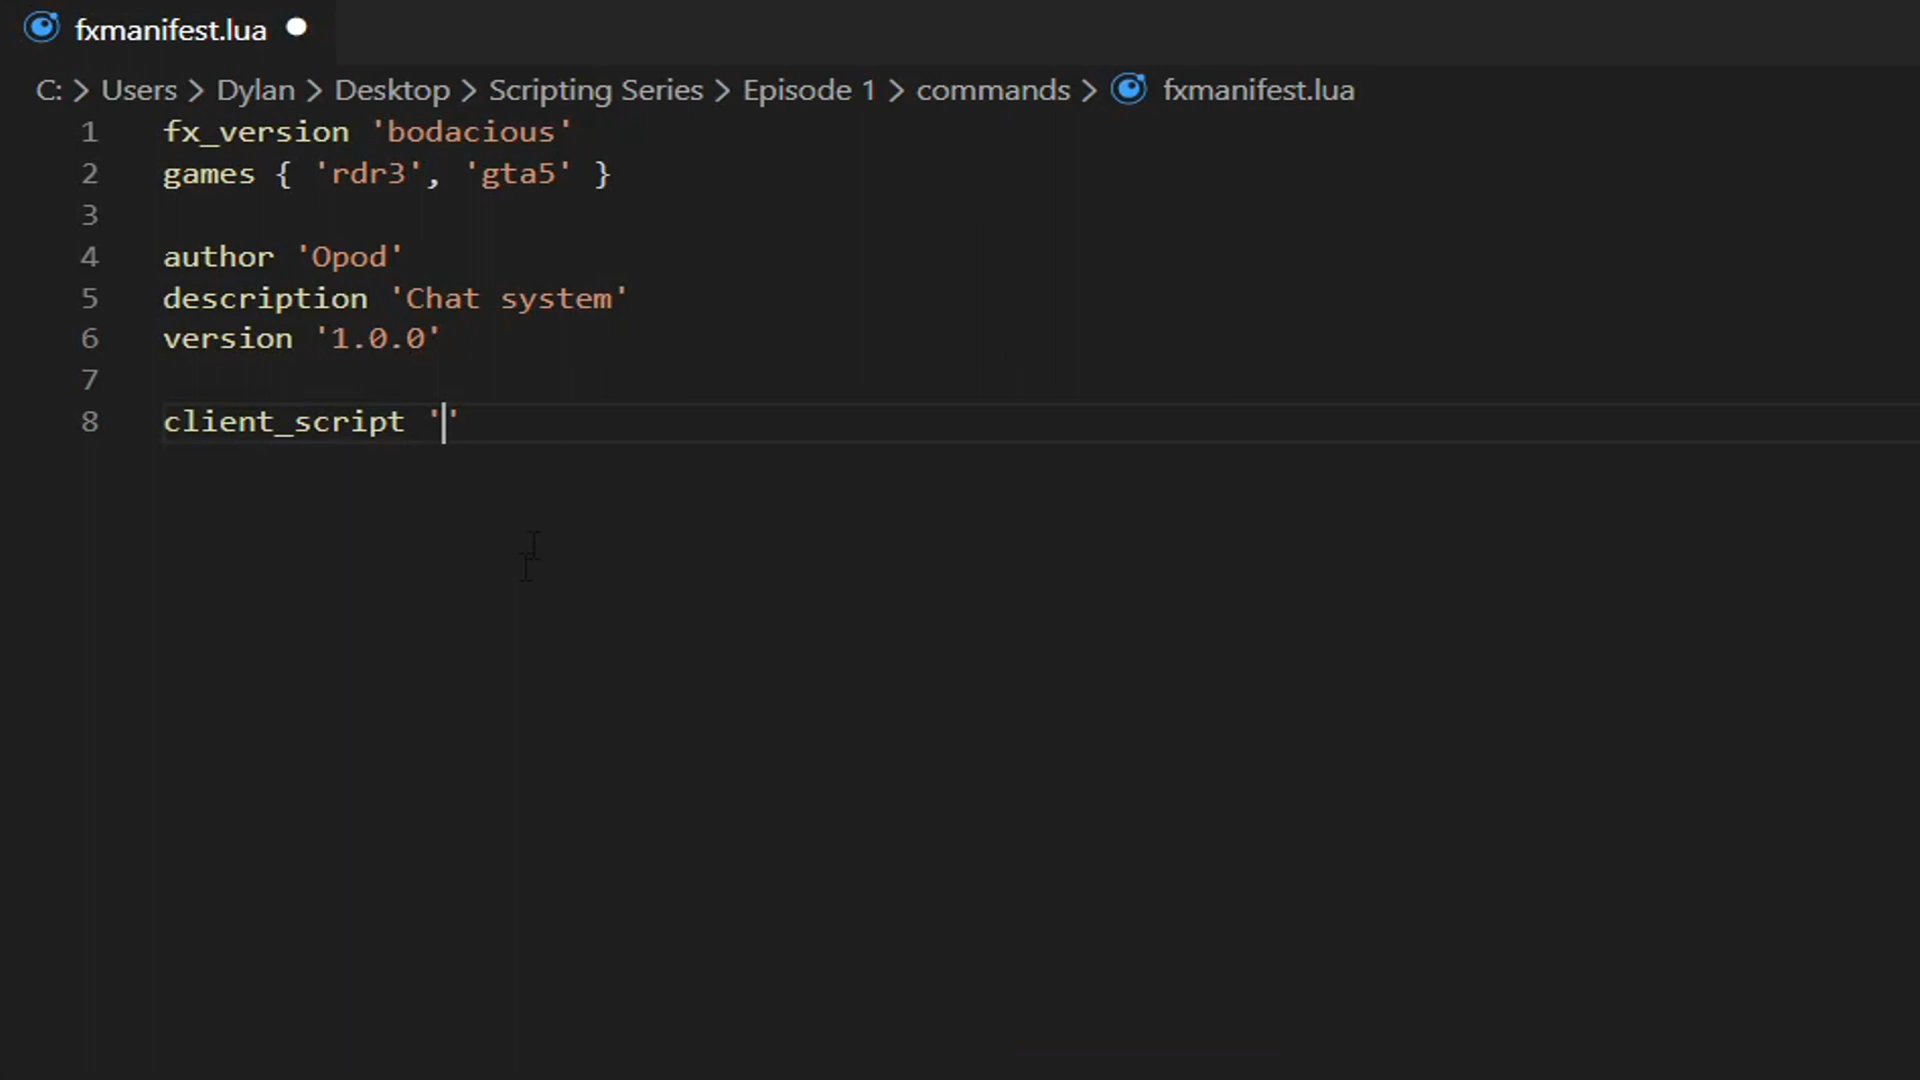 fxmanifest.lua
C: > Users > Dylan > Desktop > Scripting Series > Episode 1 > commands > fxmanifest.lua
1 fx_version 'bodacious'
2 games { 'rdr3', 'gta5' }
3
4 author 'Opod'
5 description 'Chat system'
6 version '1.0.0'
7
8 client_script ''